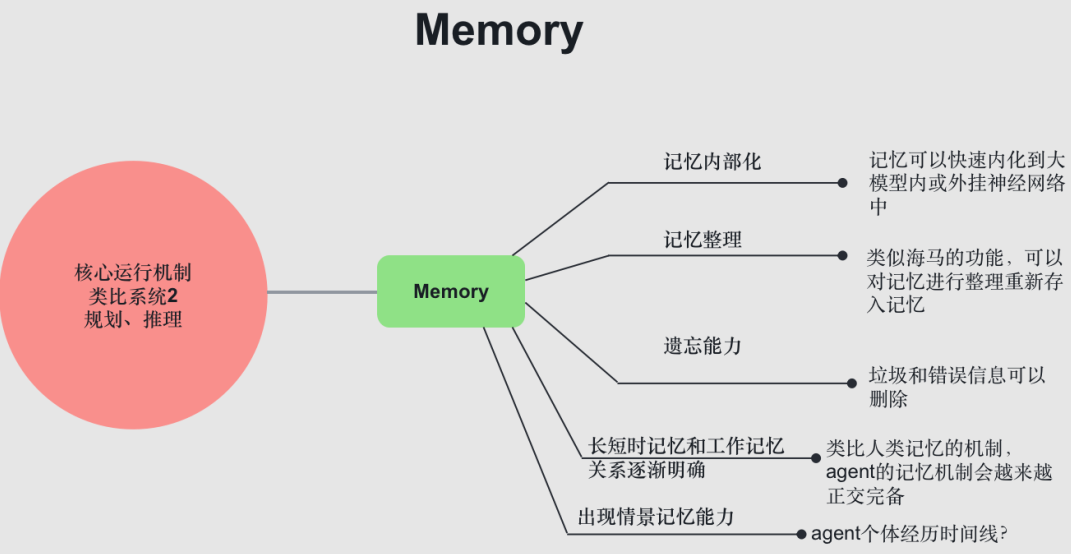 Memory
核心运行机制
类比系统2
规划、推理
Memory
记忆内部化
记忆可以快速内化到大
模型内或外挂神经网络
中
记忆整理
类似海马的功能，可以
对记忆进行整理重新存
入记忆
遗忘能力
垃圾和错误信息可以
删除
长短时记忆和工作记忆
关系逐渐明确
类比人类记忆的机制，
agent的记忆机制会越来越
正文完备
出现情景记忆能力
agent个体经历时间线?